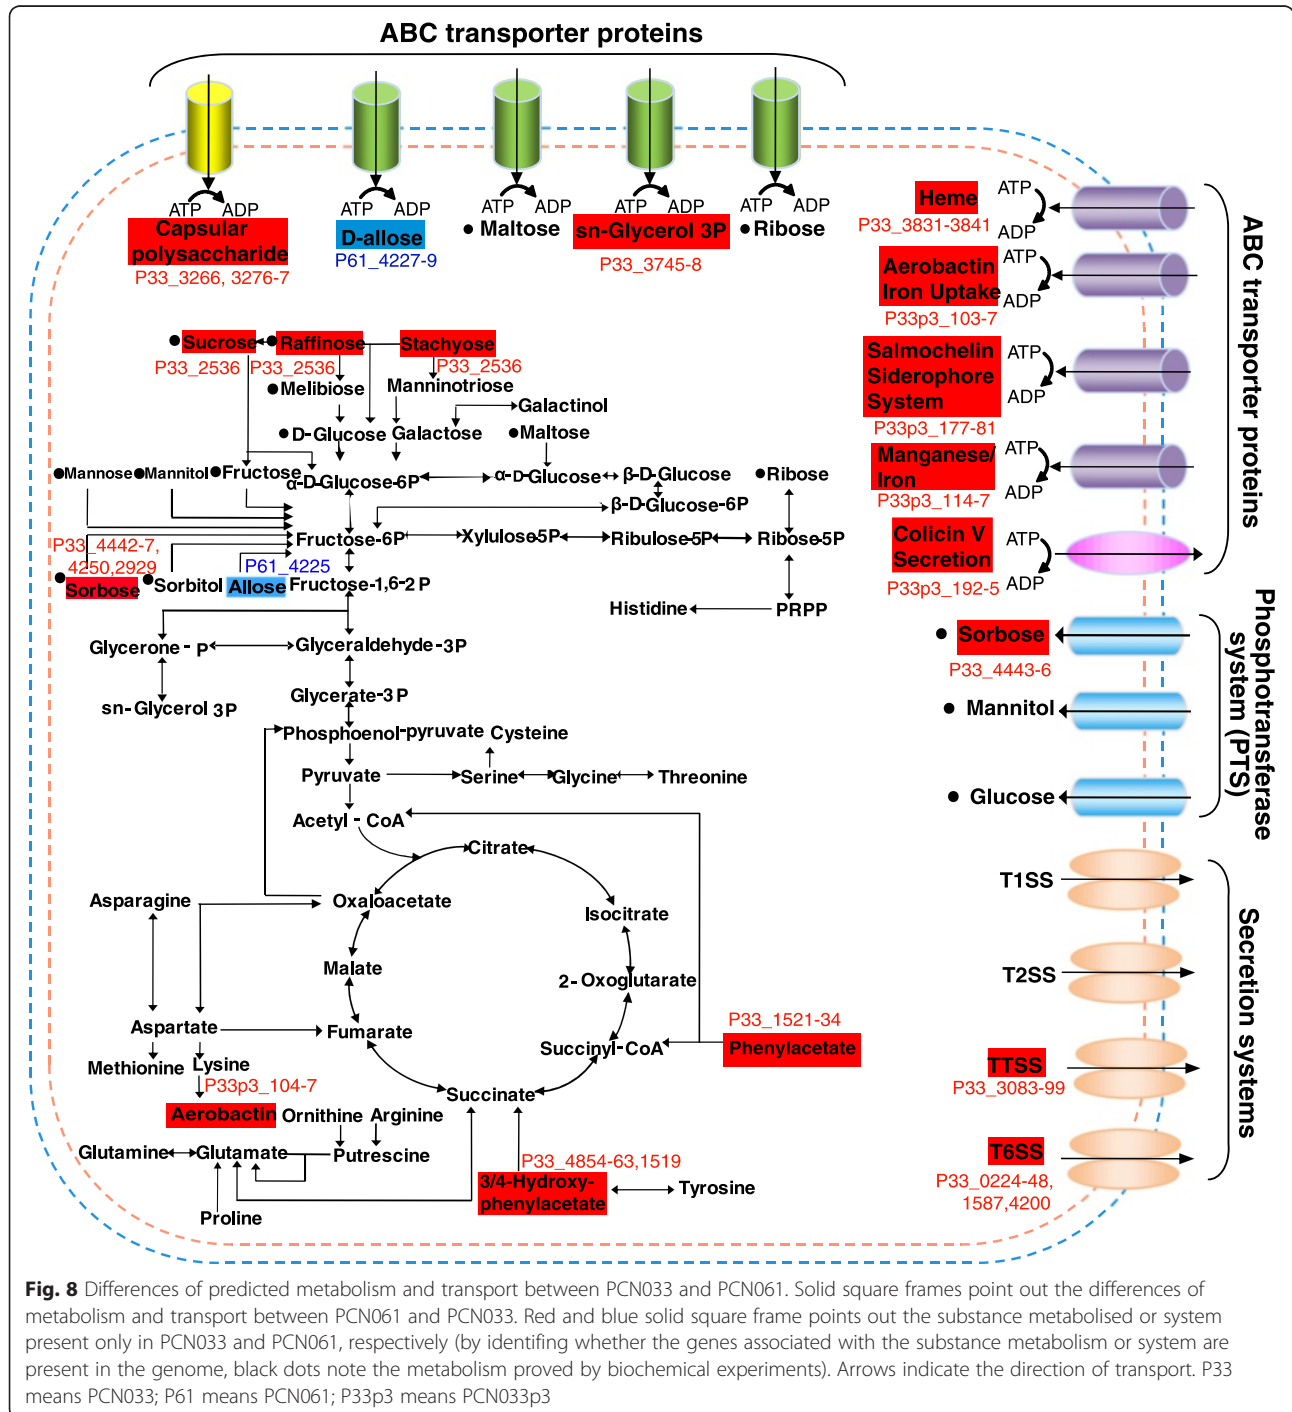 ABC transporter proteins
ATP ADP
ATP ADP
ATP ADP
ATP ADP
ATP ADP
Capsular
polysaccharide
P33_3266, 3276-7
D-allose
P61_4227-9
Maltose
sn-Glycerol 3P
P33_3745-8
Ribose
Heme
P33_3831-3841
ATP
ADP
Aerobactin
Iron Uptake
P33p3_103-7
ATP
ADP
Salmochelin
Siderophore
System
P33p3_177-81
ATP
ADP
Manganese/
Iron
P33p3_114-7
ATP
ADP
Colicin V
Secretion
P33p3_192-5
ATP
ADP
ABC transporter proteins
Sorbose
P33_4443-6
Mannitol
Glucose
Phosphotransferase
system (PTS)
T1SS
T2SS
TTSS
P33_3083-99
T6SS
P33_0224-48,
1587,4200
Secretion systems
Sucrose
P33_2536
Raffinose
P33_2536
Stachyose
P33_2536
Melibiose
Manninotriose
Galactinol
D-Glucose
Galactose
Maltose
Mannose
Mannitol
Fructose
α-D-Glucose-6P
α-D-Glucose
β-D-Glucose
Ribose
β-D-Glucose-6P
Fructose-6P
Xylulose-5P
Ribulose-5P
Ribose-5P
P33_4442-7,
4250,2929
P61_4225
Sorbose
Sorbitol
Allose
Fructose-1,6-2P
Histidine
PRPP
Glycerone-P
Glyceraldehyde-3P
sn-Glycerol 3P
Glycerate-3P
Phosphoenol-pyruvate
Cysteine
Pyruvate
Serine
Glycine
Threonine
Acetyl-CoA
Citrate
Asparagine
Oxaloacetate
Isocitrate
Malate
2-Oxoglutarate
Aspartate
Fumarate
Succinyl-CoA
P33_1521-34
Phenylacetate
Methionine
Lysine
P33p3_104-7
Succinate
Aerobactin
Ornithine
Arginine
Glutamine
Glutamate
Putrescine
P33_4854-63,1519
3/4-Hydroxy-
phenylacetate
Tyrosine
Proline
Fig. 8 Differences of predicted metabolism and transport between PCN033 and PCN061. Solid square frames point out the differences of
metabolism and transport between PCN061 and PCN033. Red and blue solid square frame points out the substance metabolised or system
present only in PCN033 and PCN061, respectively (by identifing whether the genes associated with the substance metabolism or system are
present in the genome, black dots note the metabolism proved by biochemical experiments). Arrows indicate the direction of transport. P33
means PCN033; P61 means PCN061; P33p3 means PCN033p3